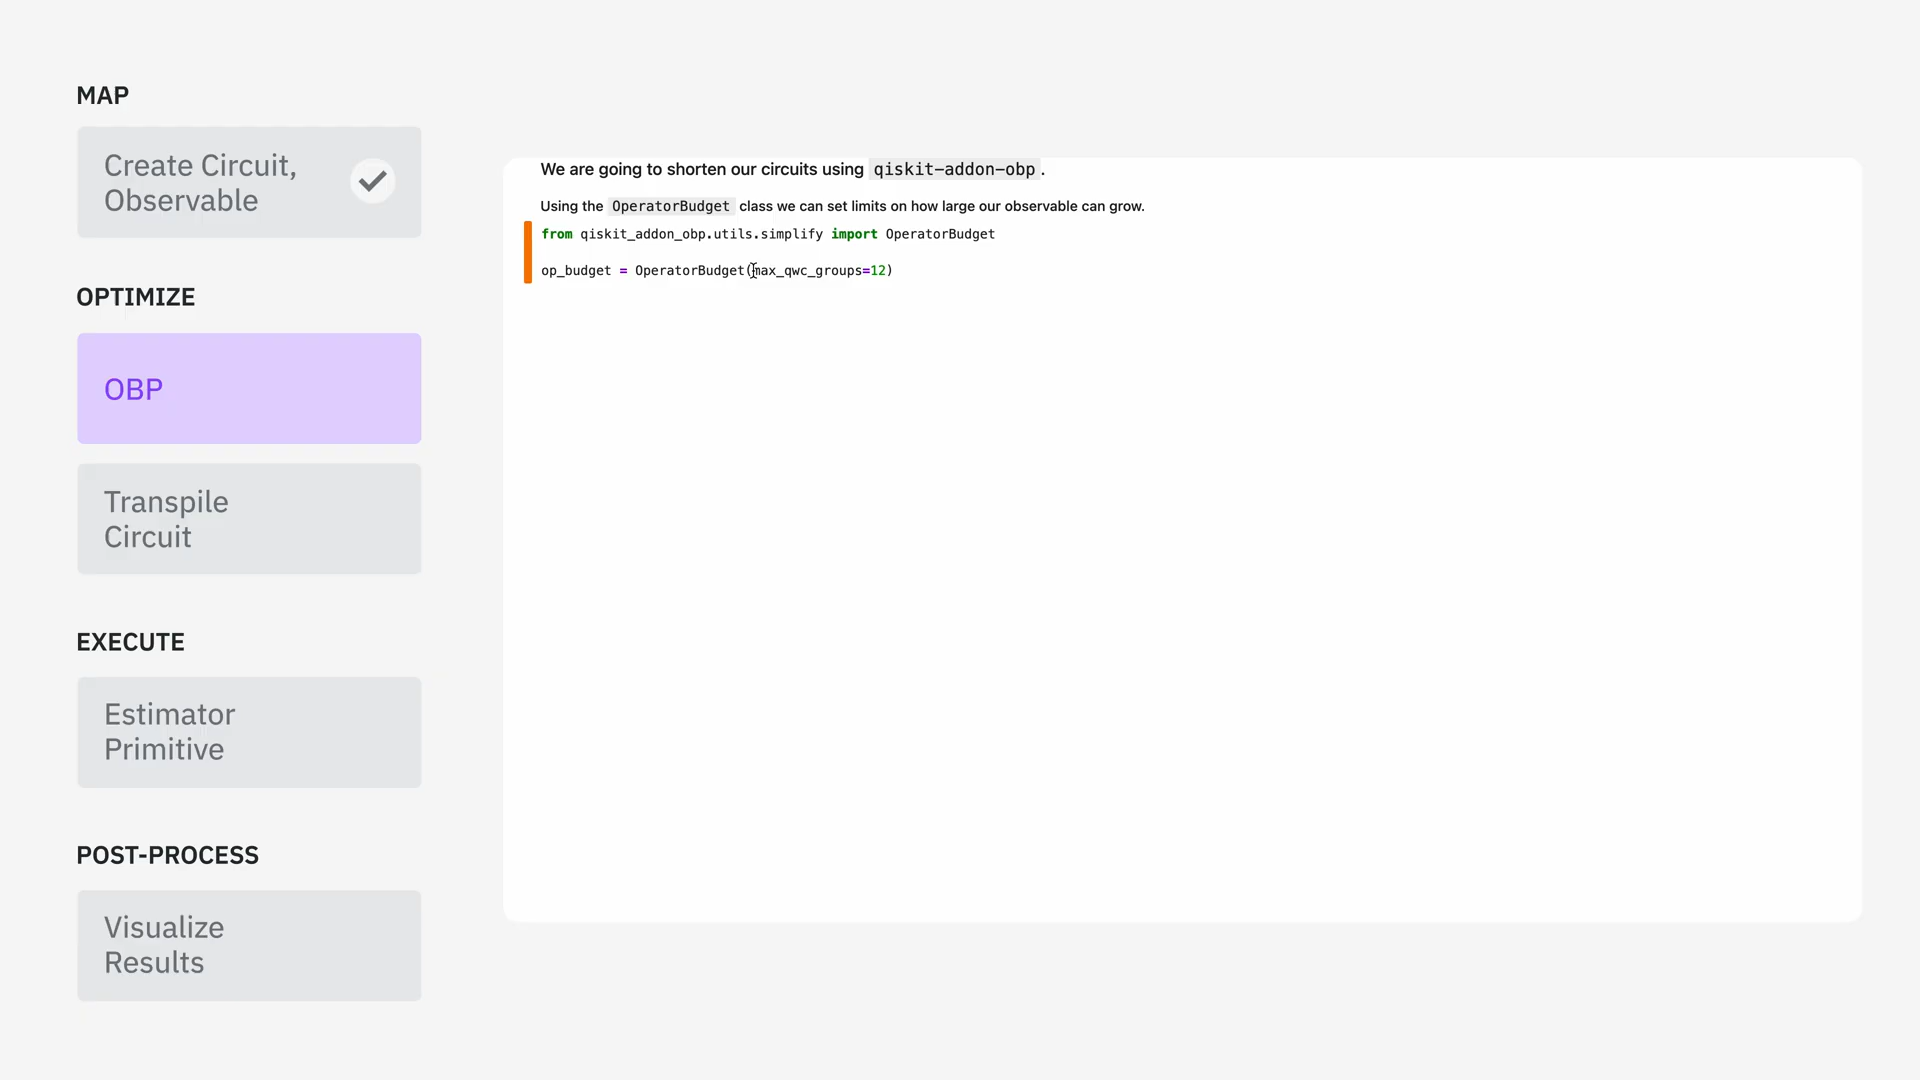 MAP
Create Circuit,
Observable
OPTIMIZE
OBP
Transpile
Circuit
EXECUTE
Estimator
Primitive
POST-PROCESS
Visualize
Results
We are going to shorten our circuits using qiskit-addon-obp.
Using the OperatorBudget class we can set limits on how large our observable can grow.
from qiskit_addon_obp.utils.simplify import OperatorBudget
op_budget = OperatorBudget(max_qwc_groups=12)